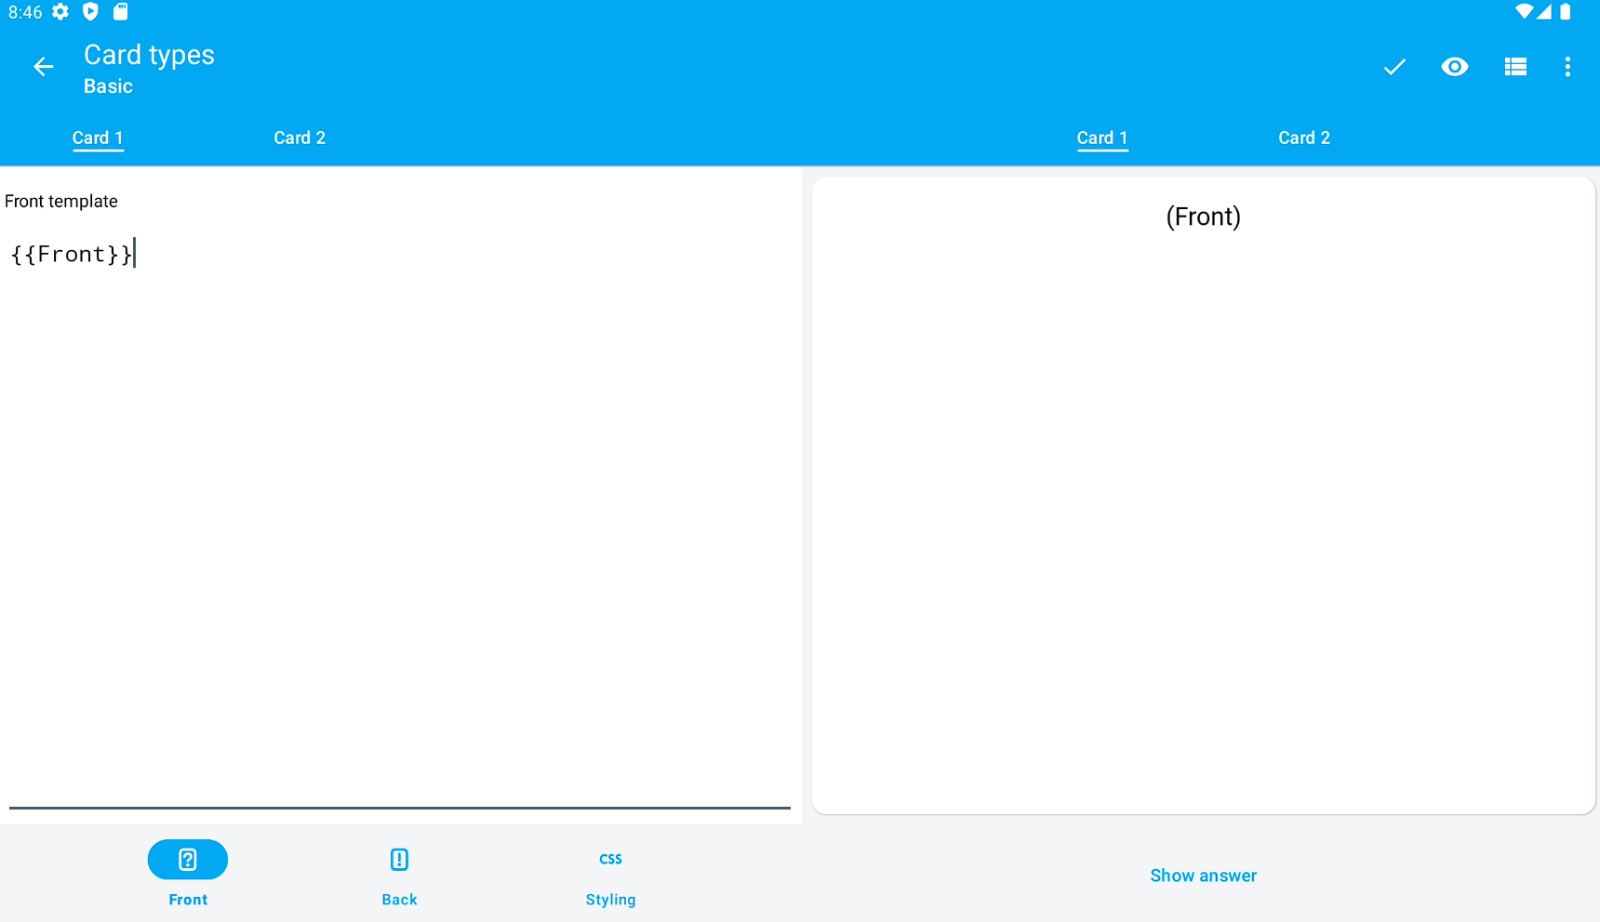 8:46
Card types
Basic
Card 1
Card 2
Card 1
Card 2
Front template
{{Front}}
(Front)
CSS
Front
Back
Styling
Show answer